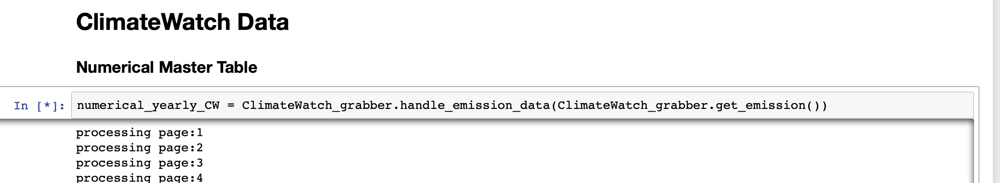 ClimateWatch Data
Numerical Master Table
In [*]: numerical_yearly_CW = ClimateWatch_grabber.handle_emission_data(ClimateWatch_grabber.get_emission())
processing page:1
processing page:2
processing page:3
processing page:4